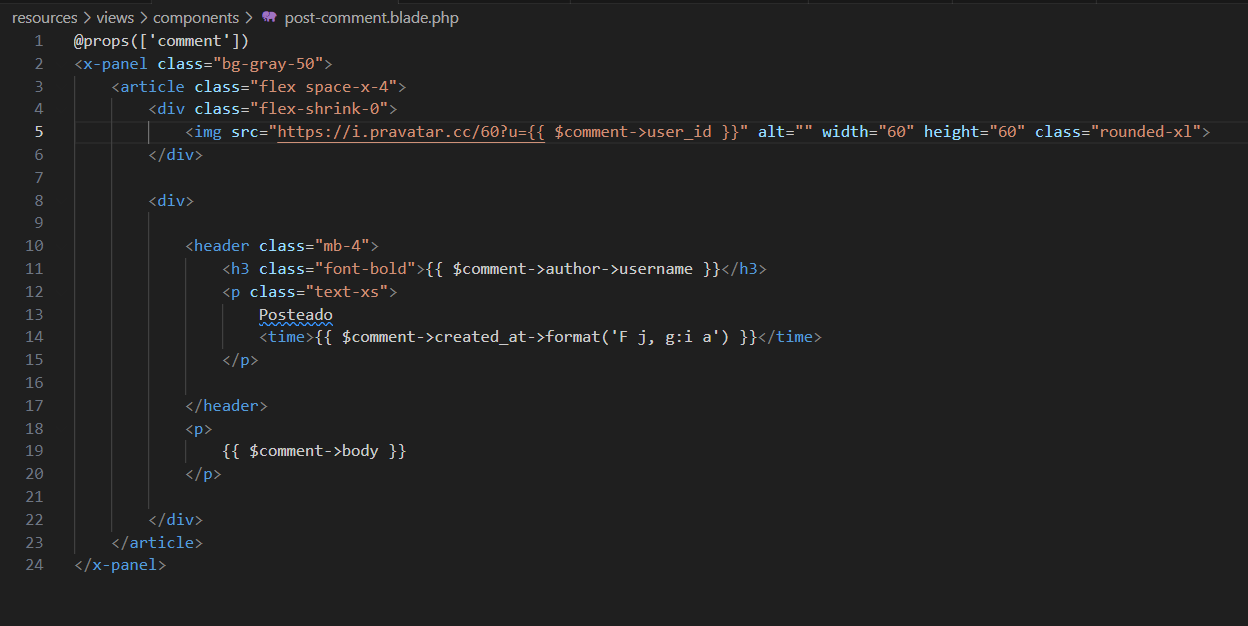 resources > views > components > post-comment.blade.php
1 @props(['comment'])
2 <x-panel class="bg-gray-50">
3 <article class="flex space-x-4">
4 <div class="flex-shrink-0">
5 <img src="https://i.pravatar.cc/60?u={{ $comment->user_id }}" alt="" width="60" height="60" class="rounded-xl">
6 </div>
7
8 <div>
9
10 <header class="mb-4">
11 <h3 class="font-bold">{{ $comment->author->username }}</h3>
12 <p class="text-xs">
13 Posteado
14 <time>{{ $comment->created_at->format('F j, g:i a') }}</time>
15 </p>
16
17 </header>
18 <p>
19 {{ $comment->body }}
20 </p>
21
22 </div>
23 </article>
24 </x-panel>